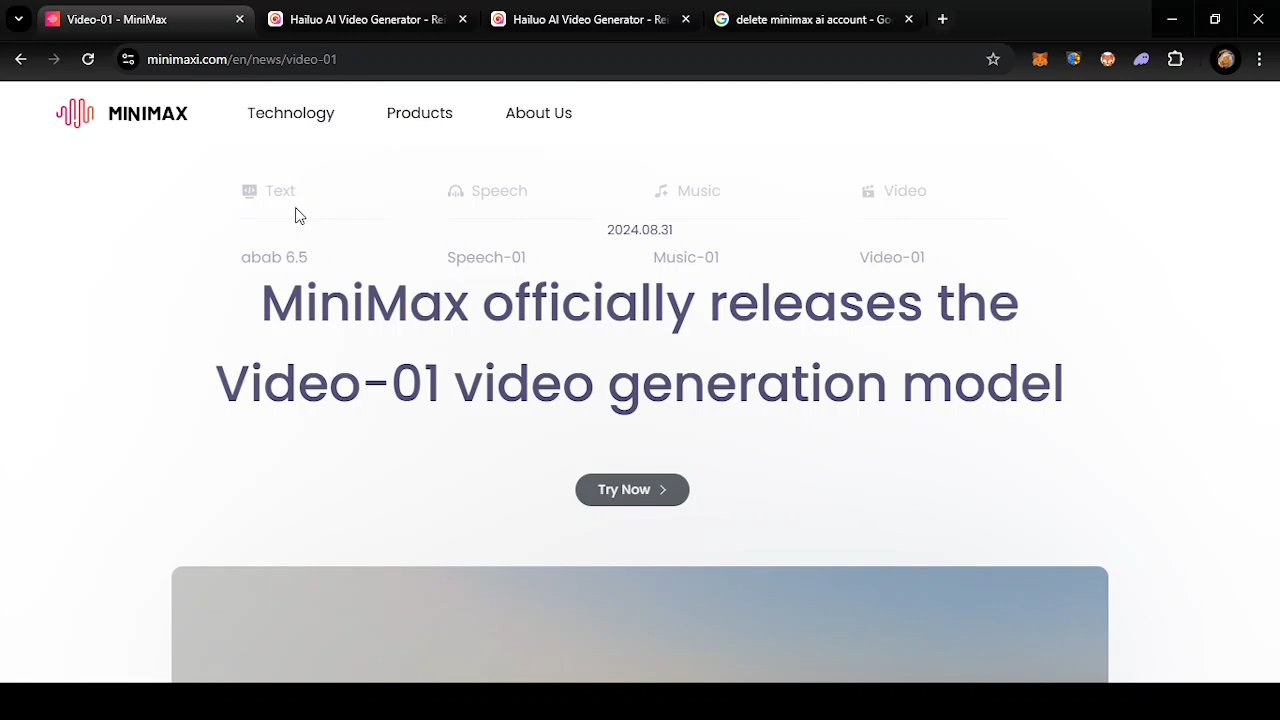 Video-01 - MiniMax
Hailuo AI Video Generator - Rei
Hailuo AI Video Generator - Rei
delete minimax ai account - Go
minimaxi.com/en/news/video-01
MINIMAX
Technology
Products
About Us
Text
Speech
Music
Video
2024.08.31
abab 6.5
Speech-01
Music-01
Video-01
MiniMax officially releases the
Video-01 video generation model
Try Now